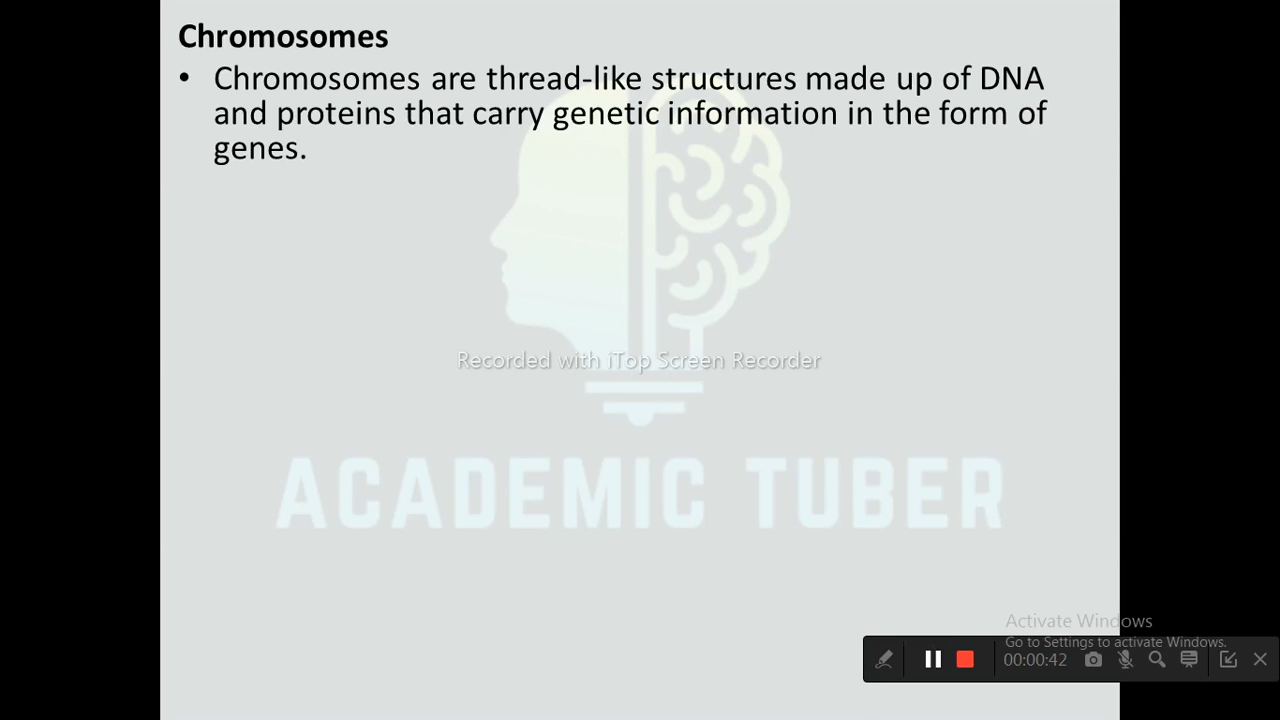 Chromosomes
• Chromosomes are thread-like structures made up of DNA
and proteins that carry genetic information in the form of
genes.
Recorded with iTop Screen Recorder
ACADEMIC TUBER
Activate Windows
Go to Settings to activate Windows.
00:00:42